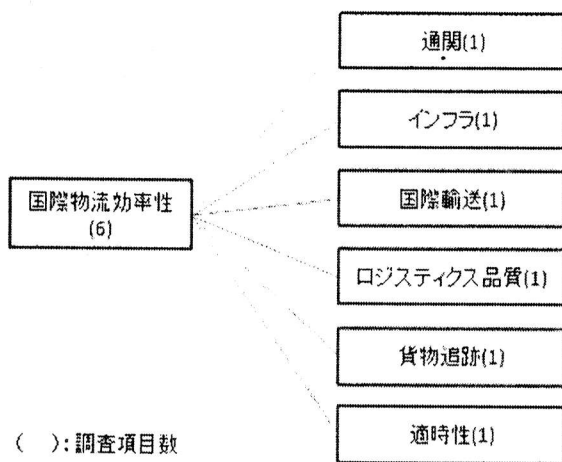 通関(1)
インフラ(1)
国際物流効率性
(6)
国際輸送(1)
ロジスティクス品質(1)
貨物追跡(1)
適時性(1)
(　):調査項目数